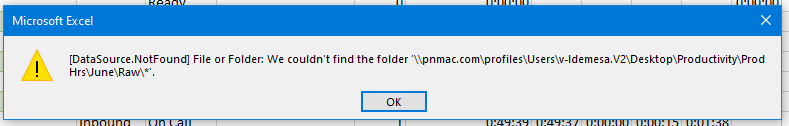 Ready 0 0:00:00 0:00:00
Microsoft Excel
[DataSource.NotFound] File or Folder: We couldn't find the folder '\\pnmac.com\profiles\Users\v-ldemesa.V2\Desktop\Productivity\Prod
Hrs\June\Raw\*'.
OK
Inbound On Call 1 0:49:39 0:49:37 0:00:00 0:00:15 0:01:38